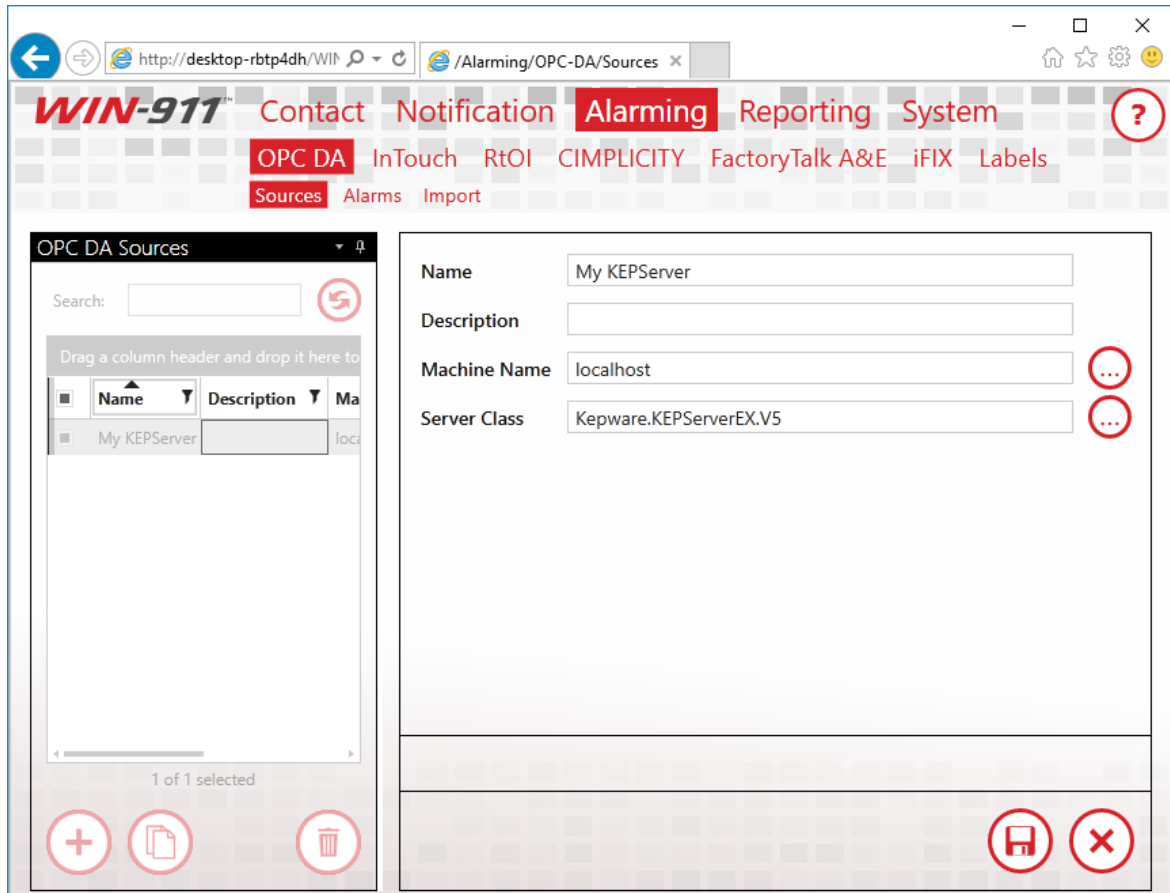 http://desktop-rbtp4dh/WIN
/Alarming/OPC-DA/Sources
WIN-911™ Contact Notification Alarming Reporting System ?
OPC DA InTouch RtOI CIMPLICITY FactoryTalk A&E iFIX Labels
Sources Alarms Import
OPC DA Sources
Search:
Drag a column header and drop it here to
Name Description Ma
My KEPServer loca
1 of 1 selected
Name My KEPServer
Description
Machine Name localhost ...
Server Class Kepware.KEPServerEX.V5 ...